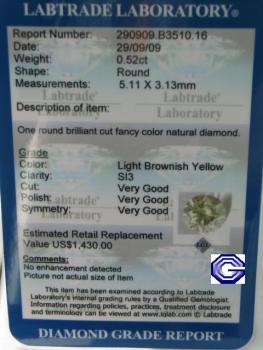 LABTRADE LABORATORY®
Report Number: 290909.B3510.16
Date: 29/09/09
Weight: 0.52ct
Shape: Round
Measurements: 5.11 X 3.13mm
Description of item:
One round brilliant cut fancy color natural diamond.
Grade
Color: Light Brownish Yellow
Clarity: SI3
Cut: Very Good
Polish: Very Good
Symmetry: Very Good
Estimated Retail Replacement
Value US$1,430.00
Comments:
No enhancement detected
Picture not actual size of item
This item has been examined according to Labtrade
Laboratory's internal grading rules by a Qualified Gemologist.
Information regarding policies, practices, treatment disclosure
and terminology can be viewed at www.lqlab.com ©Labtrade
DIAMOND GRADE REPORT